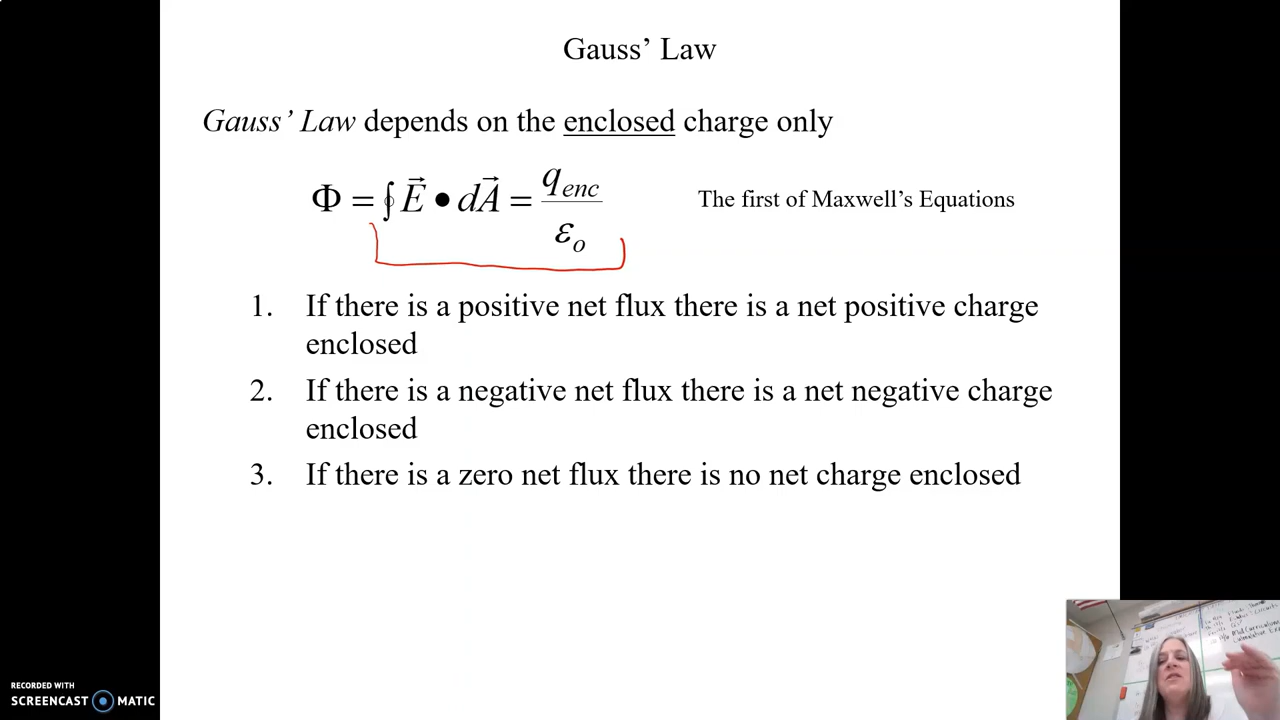 Gauss’ Law
Gauss’ Law depends on the enclosed charge only
Φ = ∮ E⃗ • dA⃗ = q_enc / ε_o
The first of Maxwell’s Equations
1. If there is a positive net flux there is a net positive charge
enclosed
2. If there is a negative net flux there is a net negative charge
enclosed
3. If there is a zero net flux there is no net charge enclosed
RECORDED WITH
SCREENCAST MATIC